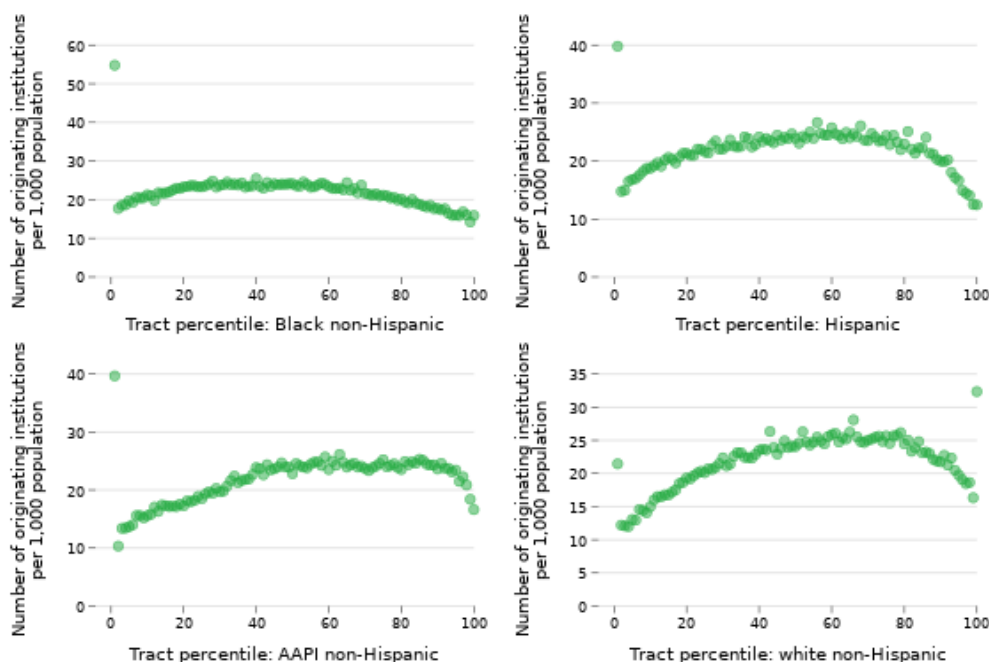 Number of originating institutions
per 1,000 population
60
50
40
30
20
10
0
0 20 40 60 80 100
Tract percentile: Black non-Hispanic
Number of originating institutions
per 1,000 population
40
30
20
10
0
0 20 40 60 80 100
Tract percentile: Hispanic
Number of originating institutions
per 1,000 population
40
30
20
10
0
0 20 40 60 80 100
Tract percentile: AAPI non-Hispanic
Number of originating institutions
per 1,000 population
35
30
25
20
15
10
5
0
0 20 40 60 80 100
Tract percentile: white non-Hispanic